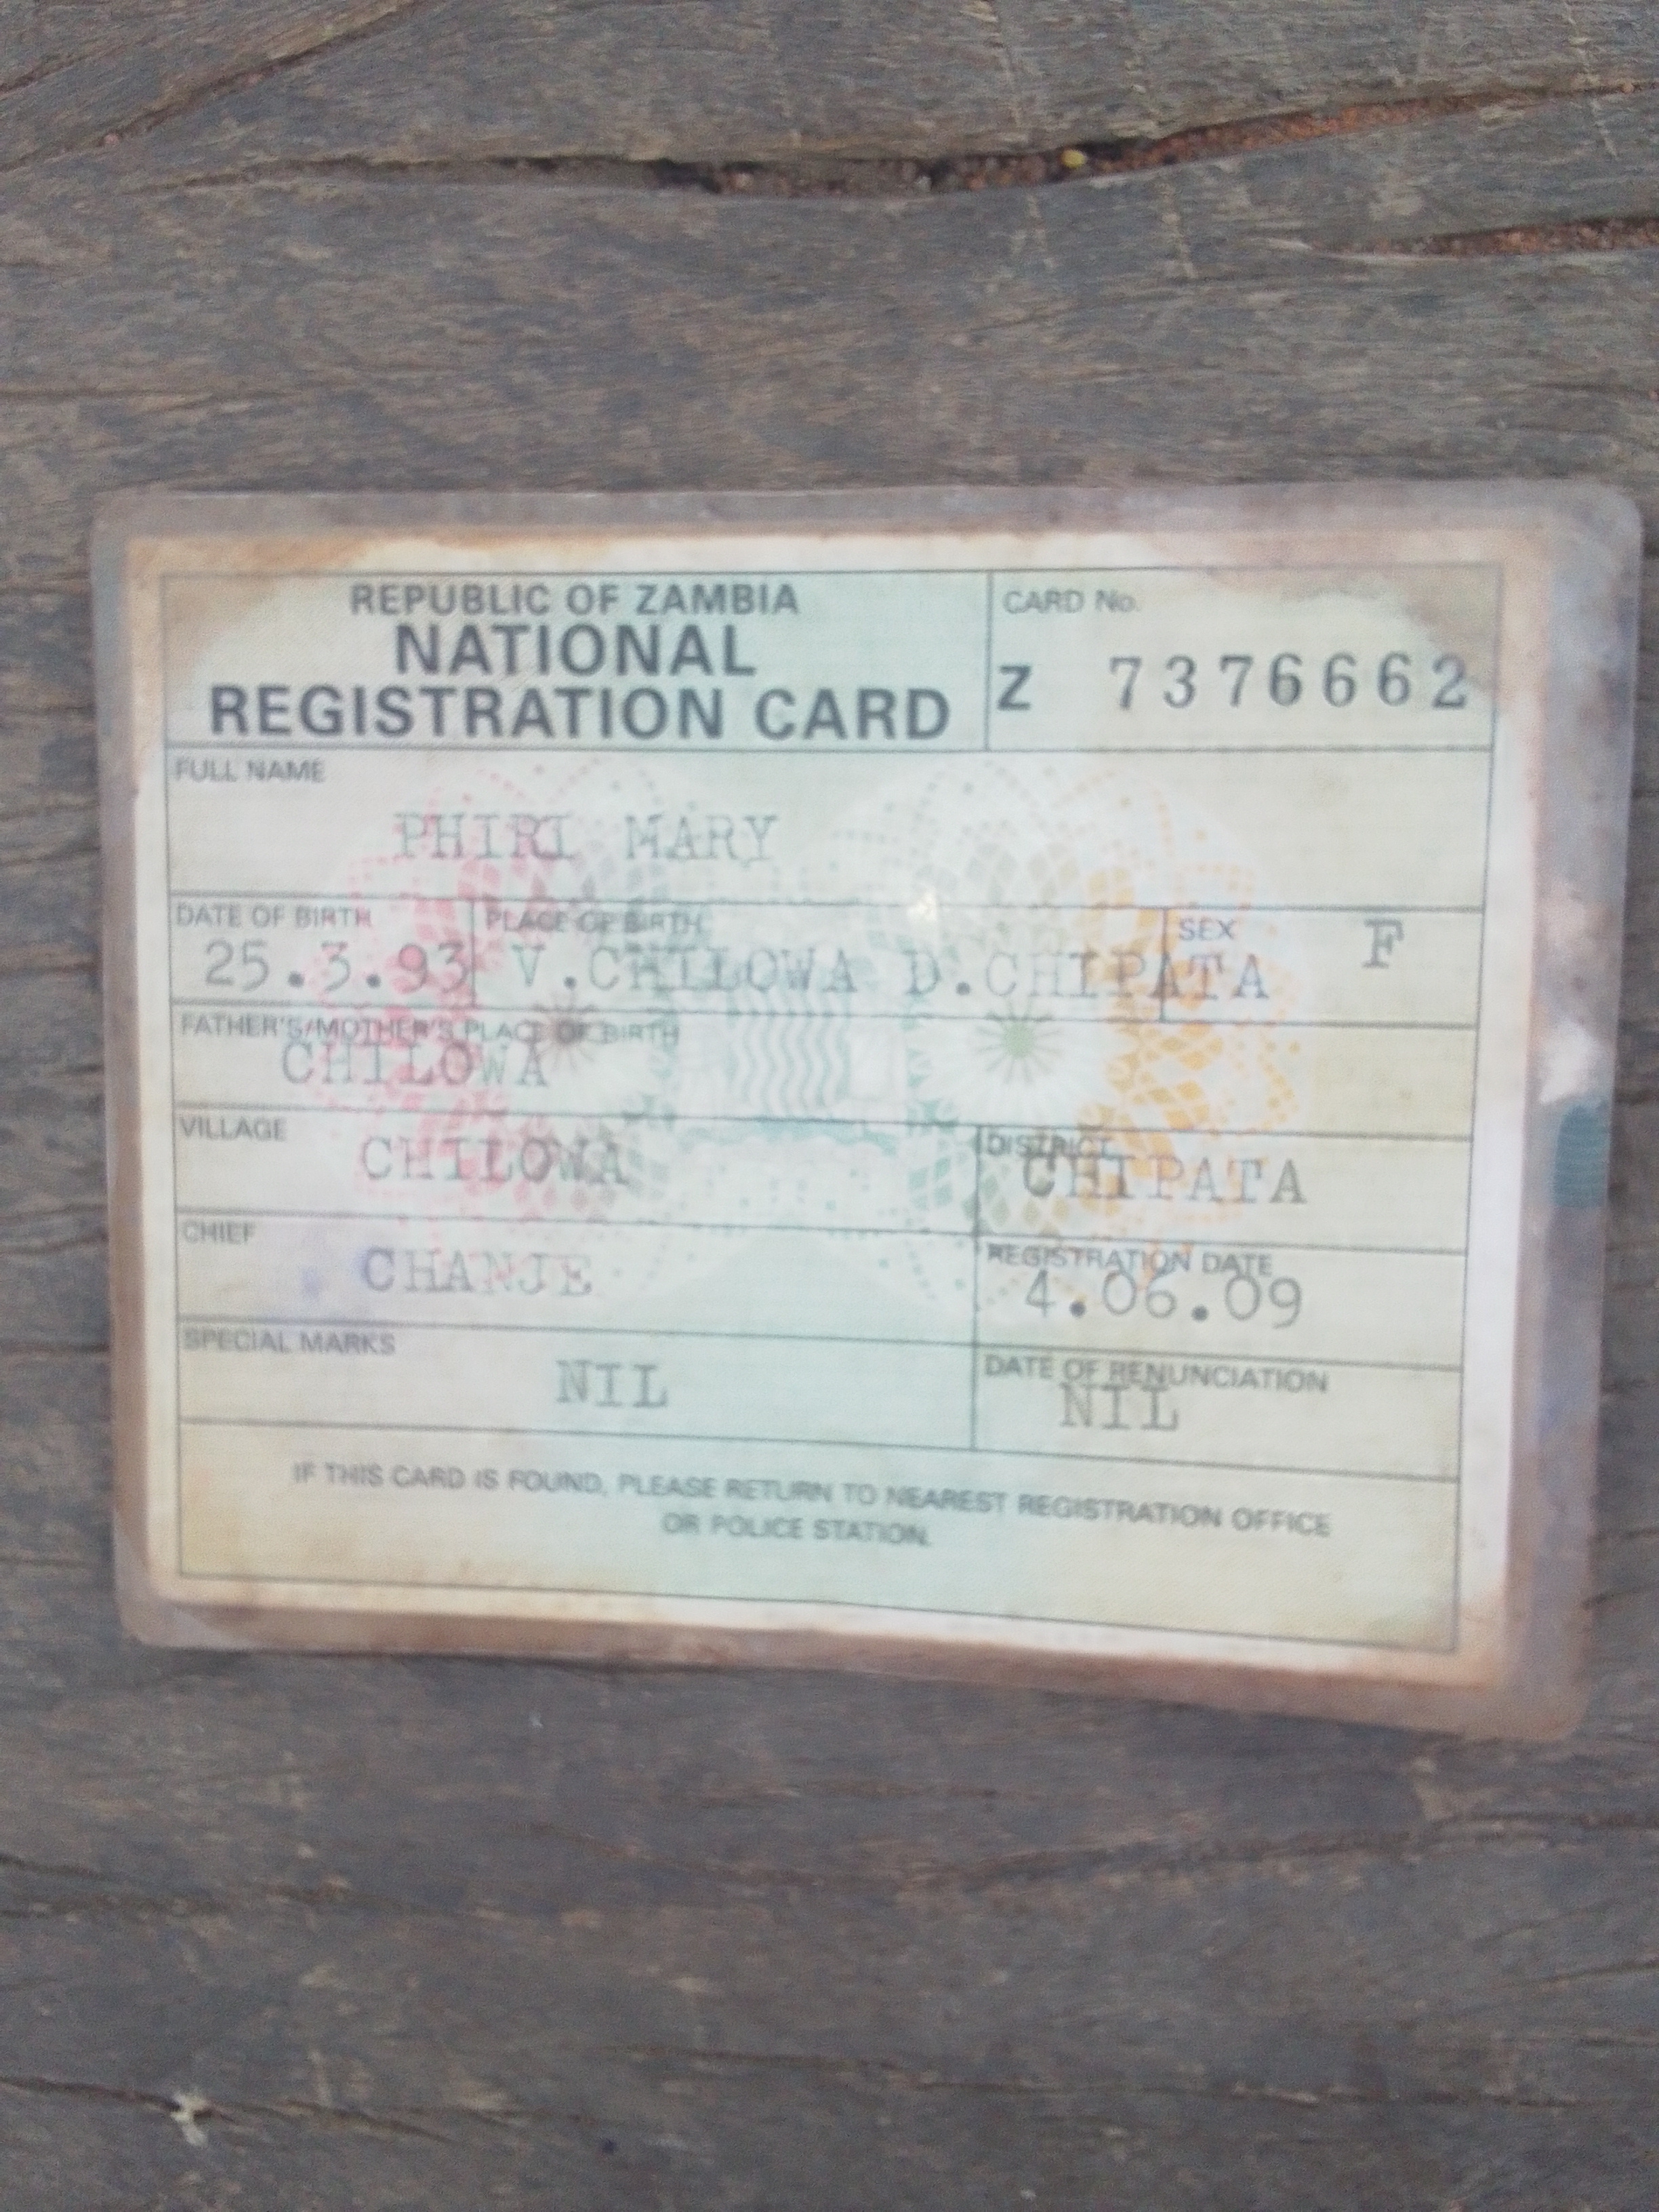 REPUBLIC OF ZAMBIA
NATIONAL
REGISTRATION CARD
CARD No.
Z 7376662
FULL NAME
PHIRI MARY
DATE OF BIRTH
25.3.93
PLACE OF BIRTH
V.CHILOWA D.CHIPATA
SEX
F
FATHER'S/MOTHER'S PLACE OF BIRTH
CHILOWA
VILLAGE
CHILOWA
DISTRICT
CHIPATA
CHIEF
CHANJE
REGISTRATION DATE
4.06.09
SPECIAL MARKS
NIL
DATE OF RENUNCIATION
NIL
IF THIS CARD IS FOUND, PLEASE RETURN TO NEAREST REGISTRATION OFFICE
OR POLICE STATION.